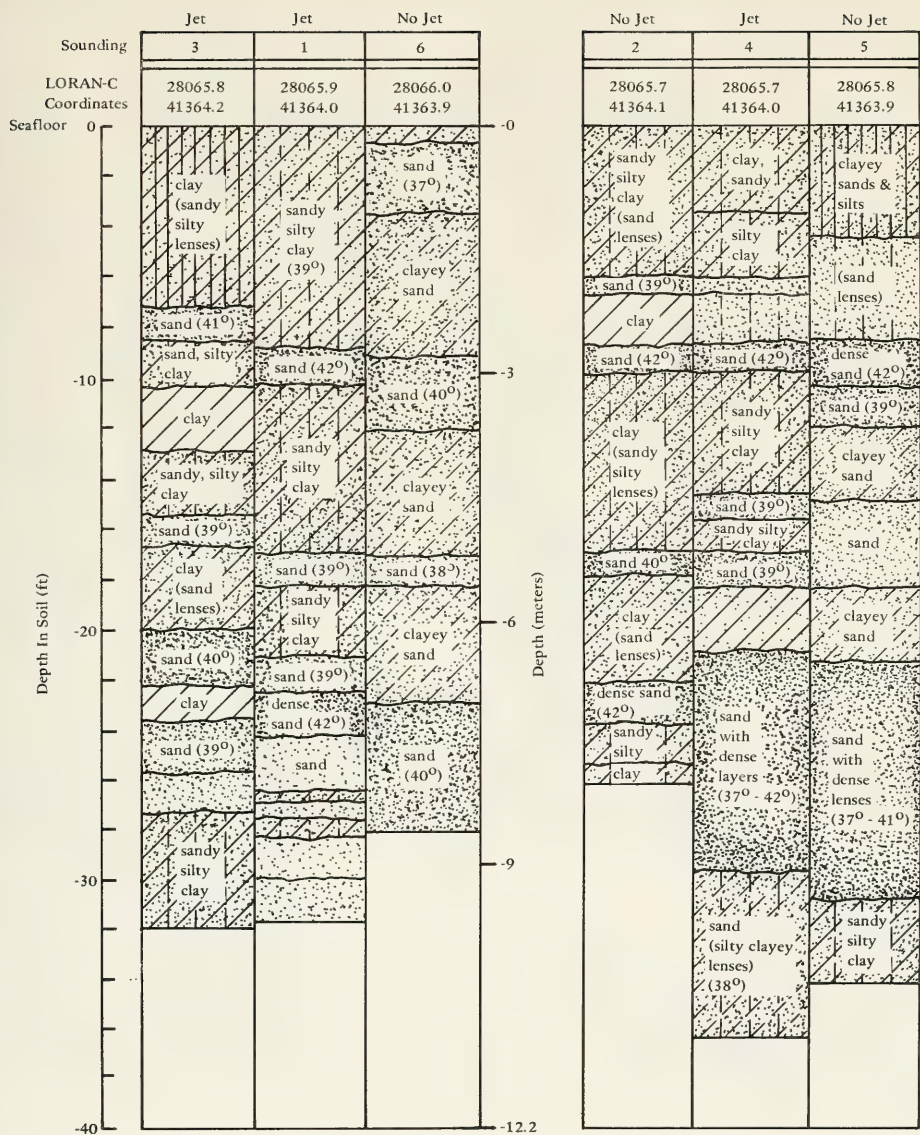 Jet Jet No Jet
Sounding 3 1 6
LORAN-C 28065.8 28065.9 28066.0
Coordinates 41364.2 41364.0 41363.9
Seafloor 0
-10
-20
-30
-40
Depth In Soil (ft)
clay
(sandy
silty
lenses)
sand (41°)
sand, silty
clay
clay
sandy, silty
clay
sand (39°)
clay
(sand
lenses)
sand (40°)
clay
sand (39°)
sandy
silty
clay
sandy
silty
clay
(39°)
sand (42°)
sandy
silty
clay
sand (39°)
sandy
silty
clay
sand (39°)
dense
sand (42°)
sand
sand
(37°)
clayey
sand
sand
(40°)
clayey
sand
sand (38°)
clayey
sand
sand
(40°)
-0
-3
-6
-9
-12.2
Depth (meters)
No Jet Jet No Jet
2 4 5
28065.7 28065.7 28065.8
41364.1 41364.0 41363.9
sandy
silty
clay
(sand
lenses)
sand (39°)
clay
sand (42°)
clay
(sandy
silty
lenses)
sand 40°
clay
(sand
lenses)
dense sand
(42°)
sandy
silty
clay
clay,
sandy
silty
clay
sand (42°)
sandy
silty
clay
sand (39°)
sandy silty
clay
sand (39°)
sand
with
dense
layers
(37° - 42°)
sand
(silty clayey
lenses)
(38°)
clayey
sands &
silts
(sand
lenses)
dense
sand (42°)
sand (39°)
clayey
sand
sand
clayey
sand
sand
with
dense
lenses
(37° - 41°)
sandy
silty
clay